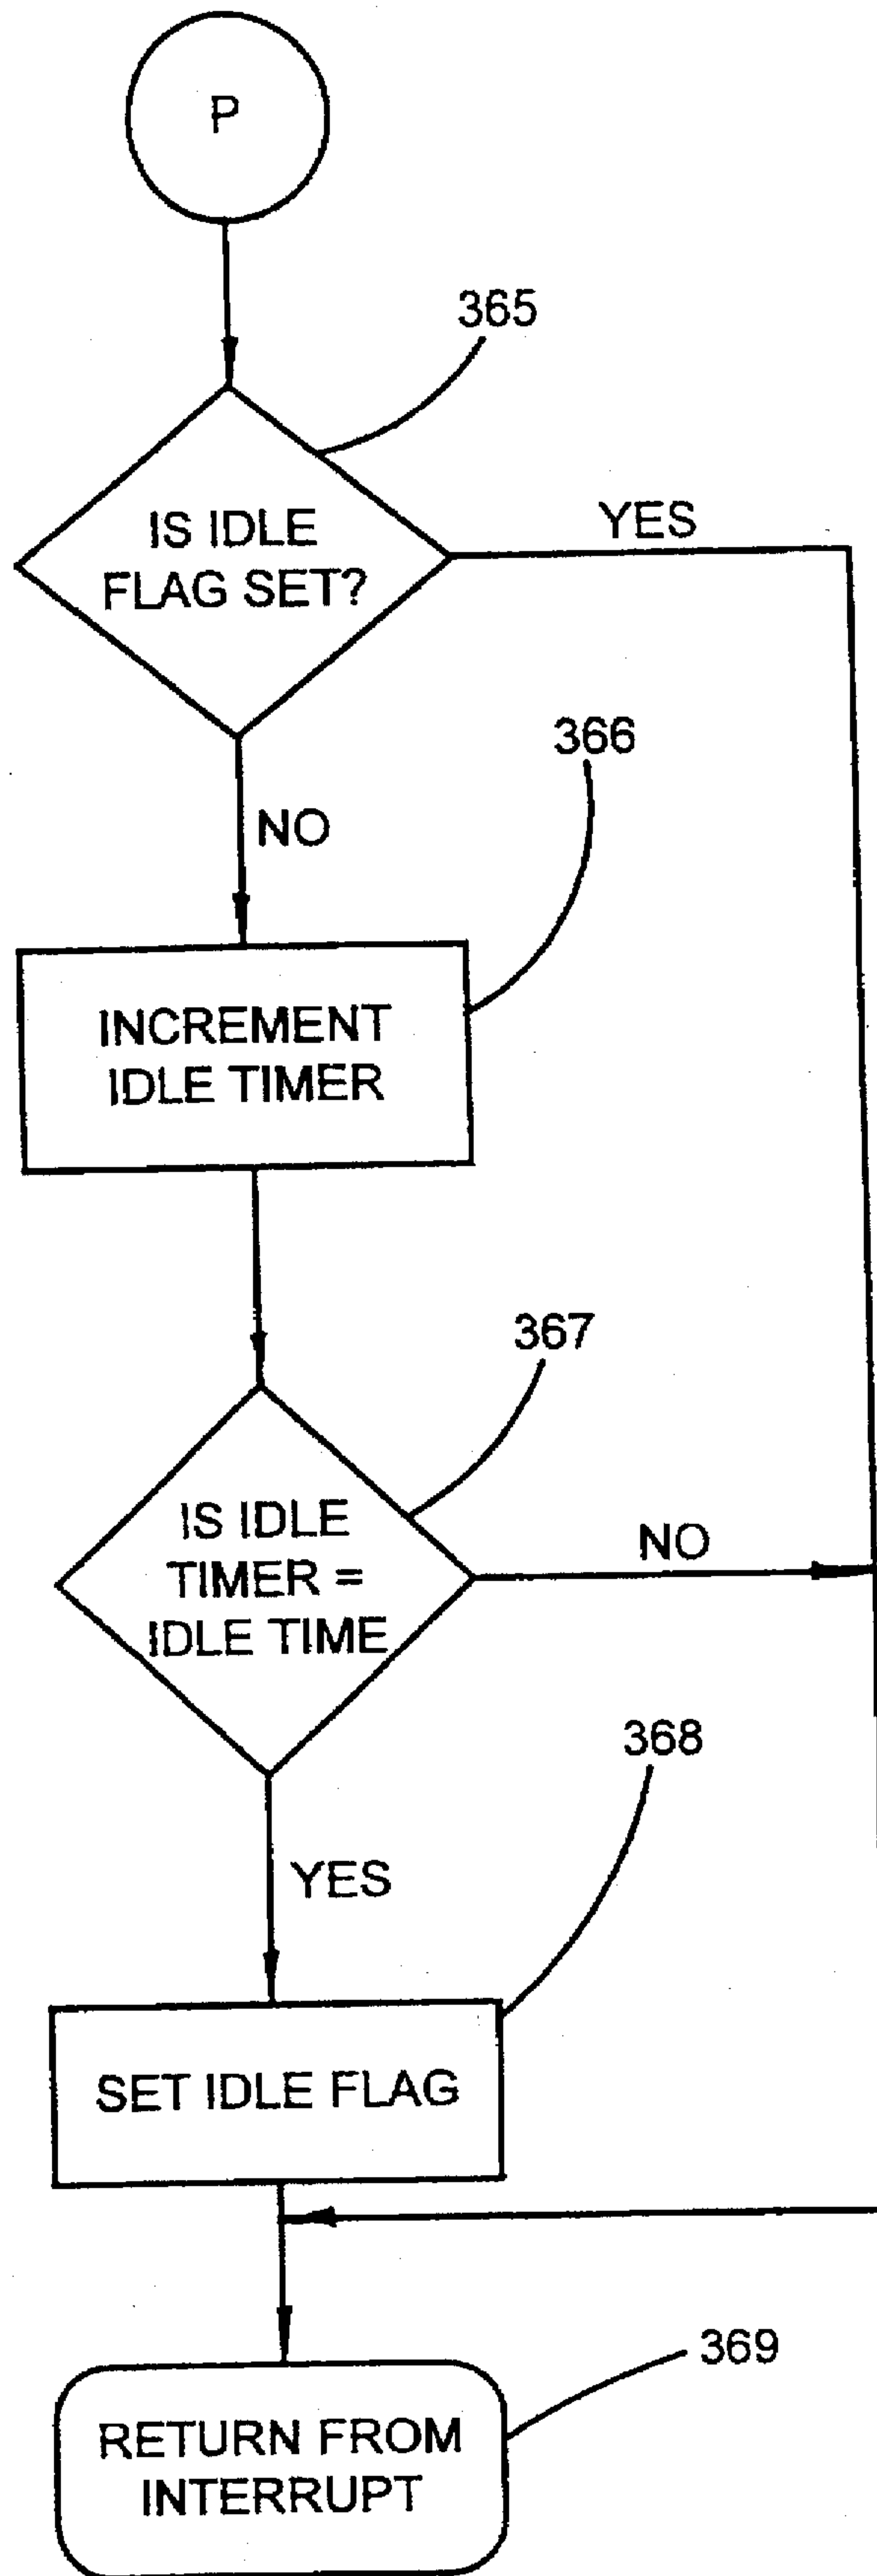 P
365
IS IDLE
FLAG SET?
YES
366
NO
INCREMENT
IDLE TIMER
367
IS IDLE
TIMER =
IDLE TIME
NO
368
YES
SET IDLE FLAG
369
RETURN FROM
INTERRUPT